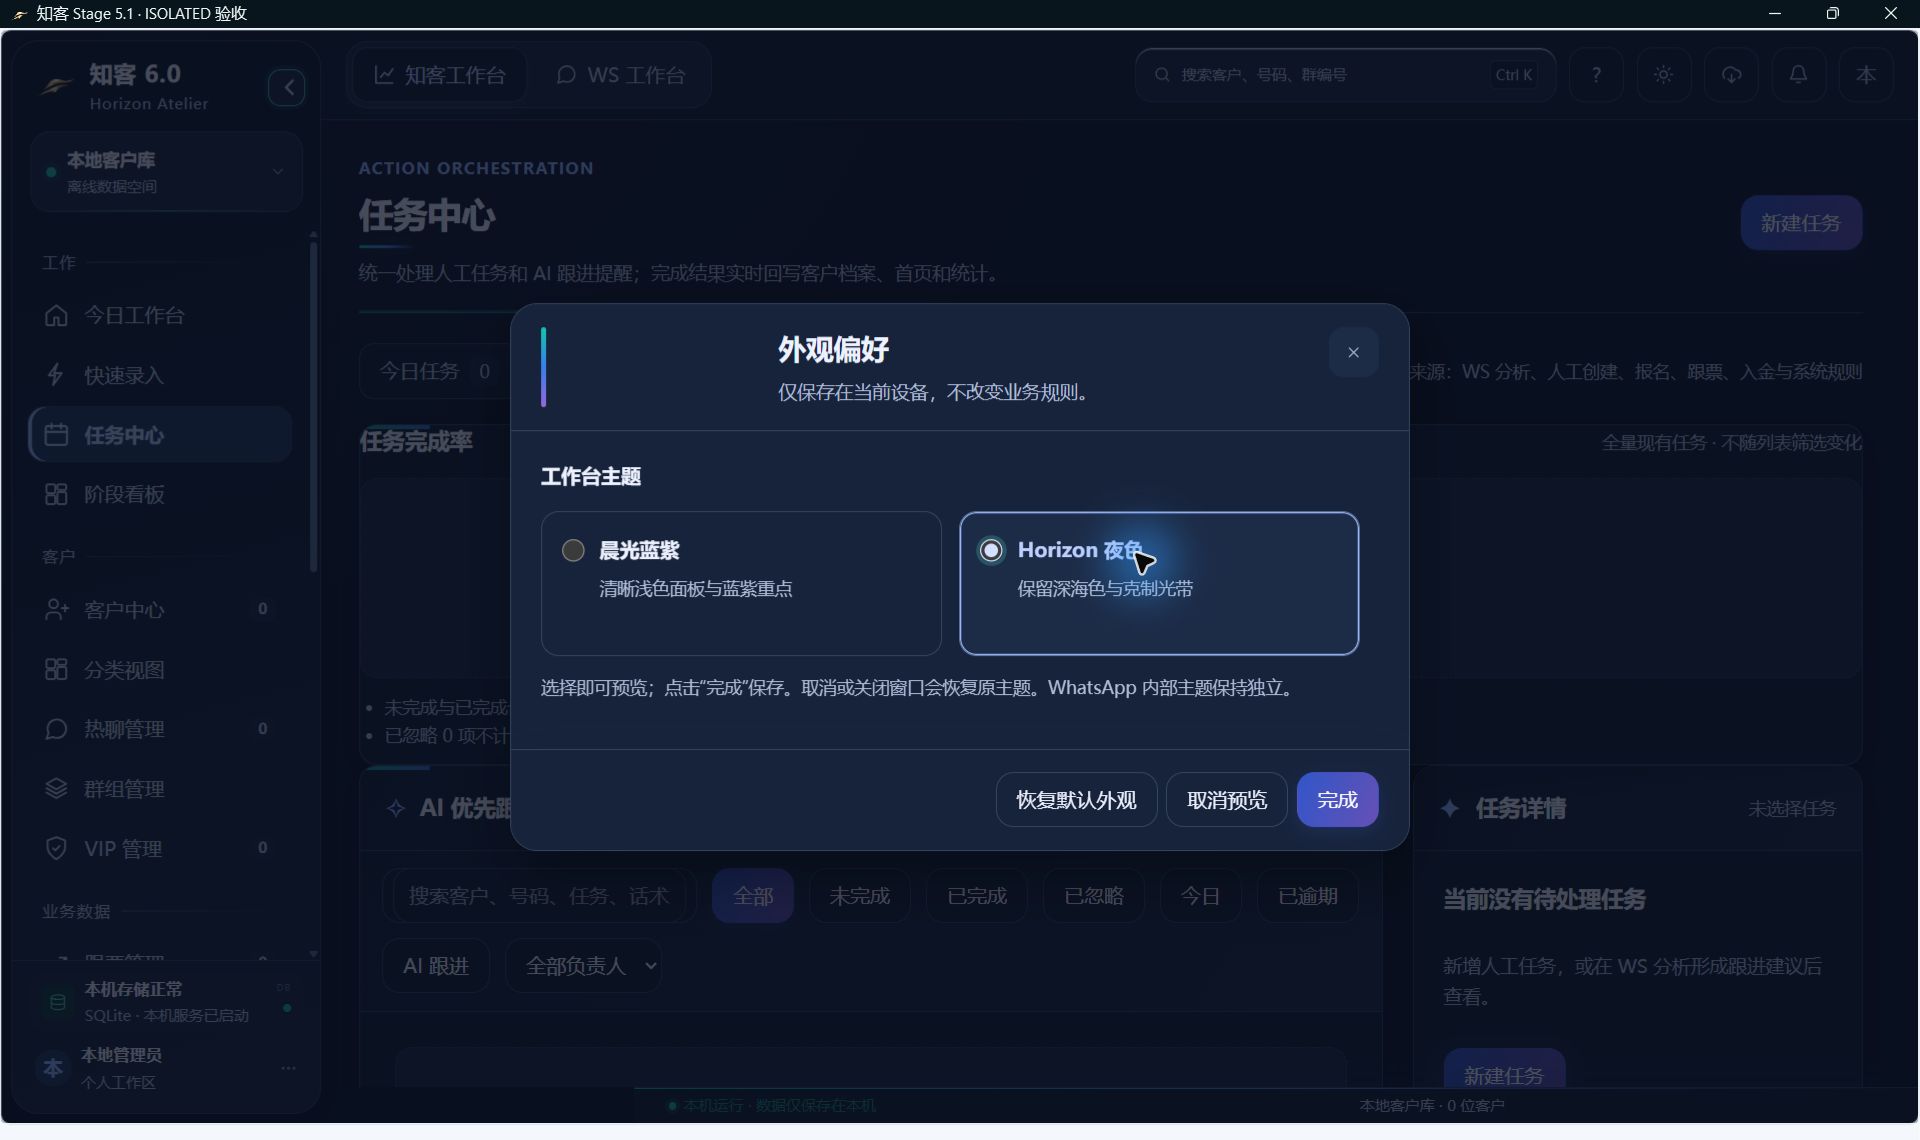 知客 Stage 5.1 · ISOLATED 验收
知客 6.0
Horizon Atelier
知客工作台
WS 工作台
搜索客户、号码、群编号
Ctrl K
?
本
本地客户库
离线数据空间
工作
今日工作台
快速录入
任务中心
阶段看板
客户
客户中心 0
分类视图
热聊管理 0
群组管理
VIP 管理 0
业务数据
本机存储正常
DB
SQLite · 本机服务已启动
本
本地管理员
个人工作区
...
ACTION ORCHESTRATION
任务中心
新建任务
统一处理人工任务和 AI 跟进提醒；完成结果实时回写客户档案、首页和统计。
今日任务 0
来源：WS 分析、人工创建、报名、跟票、入金与系统规则
任务完成率
全量现有任务 · 不随列表筛选变化
外观偏好
仅保存在当前设备，不改变业务规则。
×
工作台主题
晨光蓝紫
清晰浅色面板与蓝紫重点
Horizon 夜色
保留深海色与克制光带
选择即可预览；点击“完成”保存。取消或关闭窗口会恢复原主题。WhatsApp 内部主题保持独立。
恢复默认外观
取消预览
完成
未完成与已完成
已忽略 0 项不计
AI 优先跟
搜索客户、号码、任务、话术
全部
未完成
已完成
已忽略
今日
已逾期
AI 跟进
全部负责人
任务详情
未选择任务
当前没有待处理任务
新增人工任务，或在 WS 分析形成跟进建议后
查看。
新建任务
本机运行 · 数据仅保存在本机
本地客户库 · 0 位客户